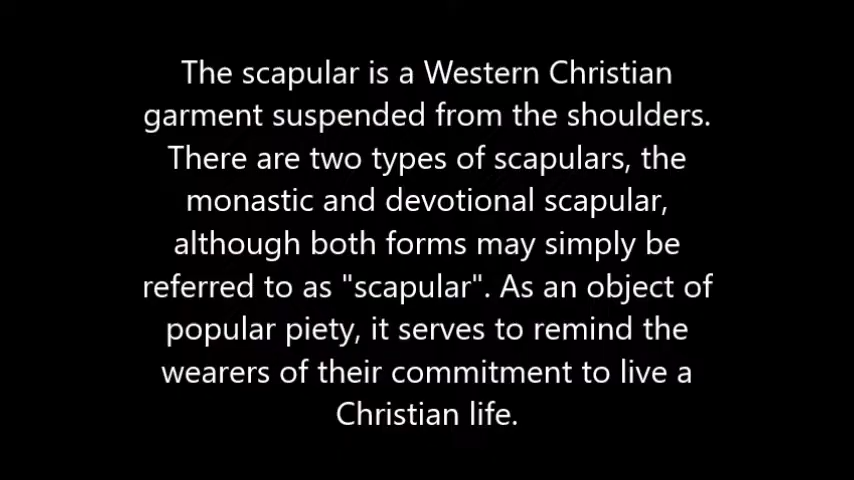 The scapular is a Western Christian
garment suspended from the shoulders.
There are two types of scapulars, the
monastic and devotional scapular,
although both forms may simply be
referred to as "scapular". As an object of
popular piety, it serves to remind the
wearers of their commitment to live a
Christian life.